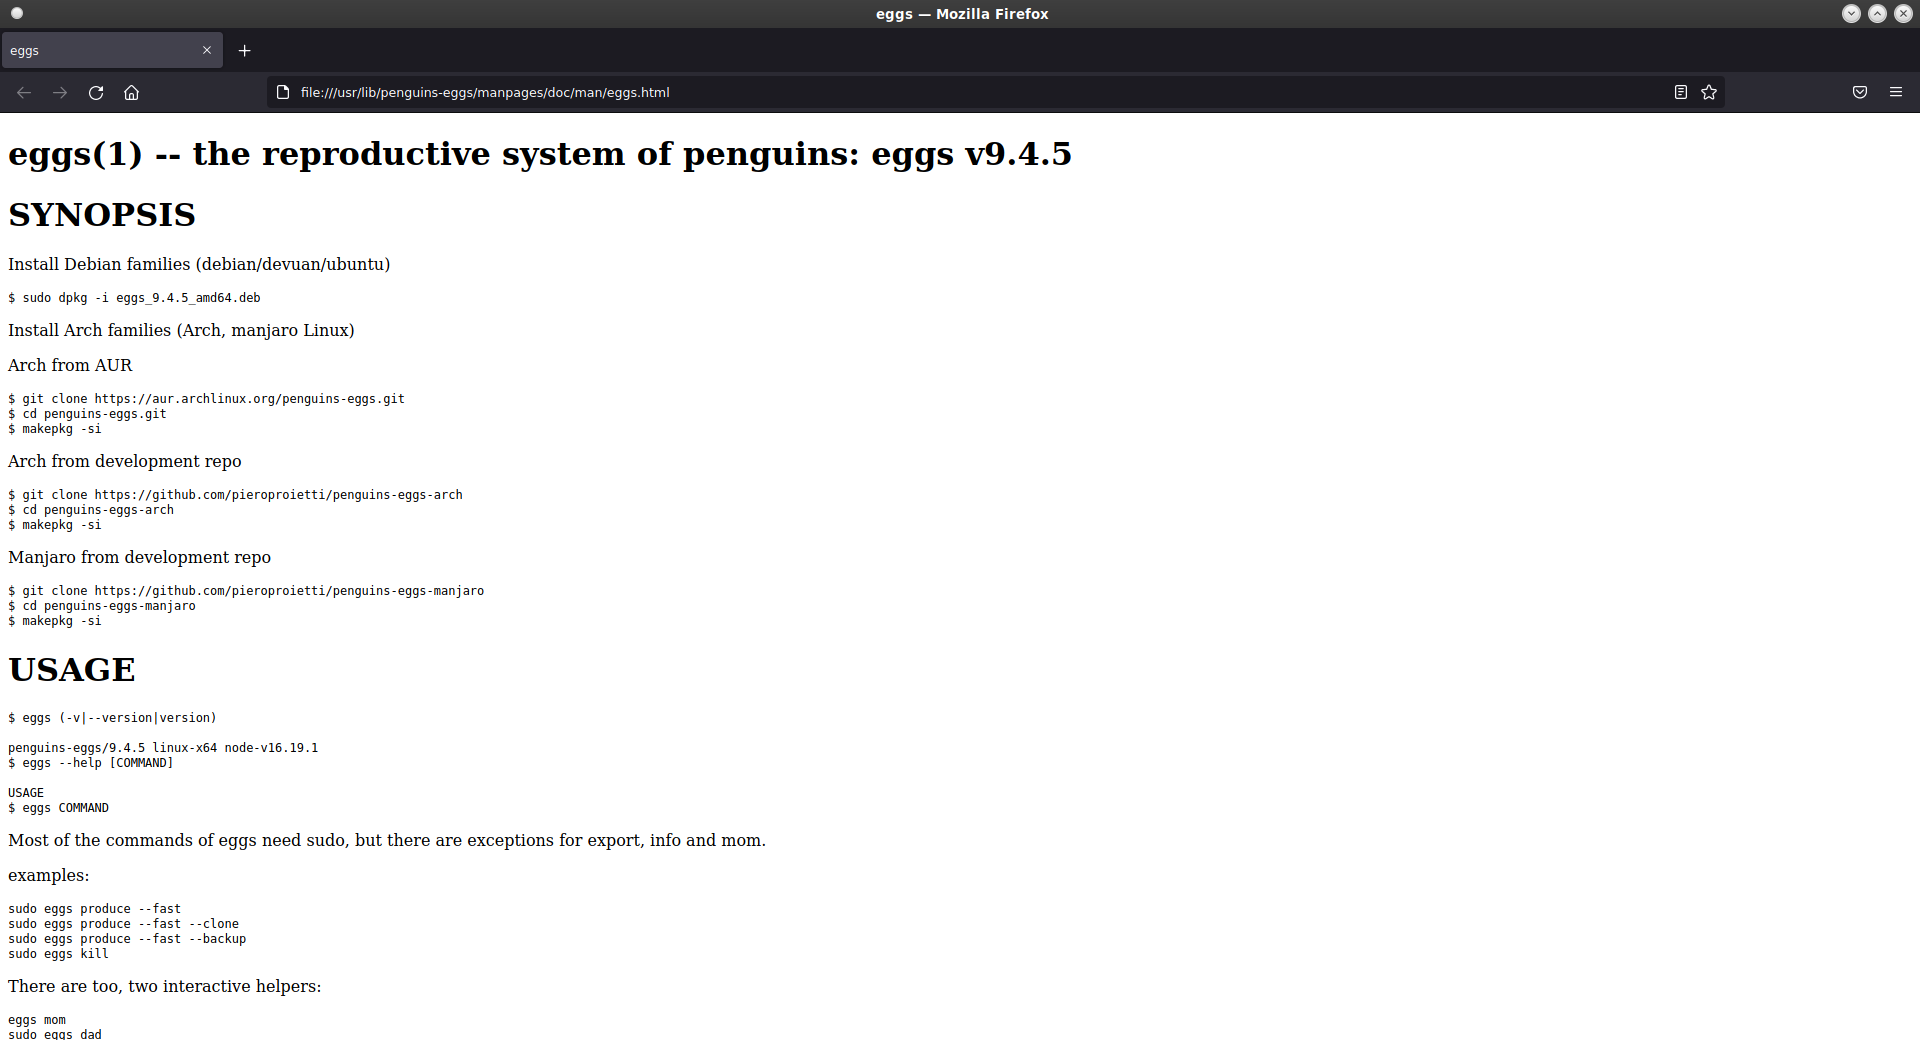 eggs — Mozilla Firefox
eggs
file:///usr/lib/penguins-eggs/manpages/doc/man/eggs.html
eggs(1) -- the reproductive system of penguins: eggs v9.4.5
SYNOPSIS
Install Debian families (debian/devuan/ubuntu)
$ sudo dpkg -i eggs_9.4.5_amd64.deb
Install Arch families (Arch, manjaro Linux)
Arch from AUR
$ git clone https://aur.archlinux.org/penguins-eggs.git
$ cd penguins-eggs.git
$ makepkg -si
Arch from development repo
$ git clone https://github.com/pieroproietti/penguins-eggs-arch
$ cd penguins-eggs-arch
$ makepkg -si
Manjaro from development repo
$ git clone https://github.com/pieroproietti/penguins-eggs-manjaro
$ cd penguins-eggs-manjaro
$ makepkg -si
USAGE
$ eggs (-v|--version|version)
penguins-eggs/9.4.5 linux-x64 node-v16.19.1
$ eggs --help [COMMAND]
USAGE
$ eggs COMMAND
Most of the commands of eggs need sudo, but there are exceptions for export, info and mom.
examples:
sudo eggs produce --fast
sudo eggs produce --fast --clone
sudo eggs produce --fast --backup
sudo eggs kill
There are too, two interactive helpers:
eggs mom
sudo eggs dad